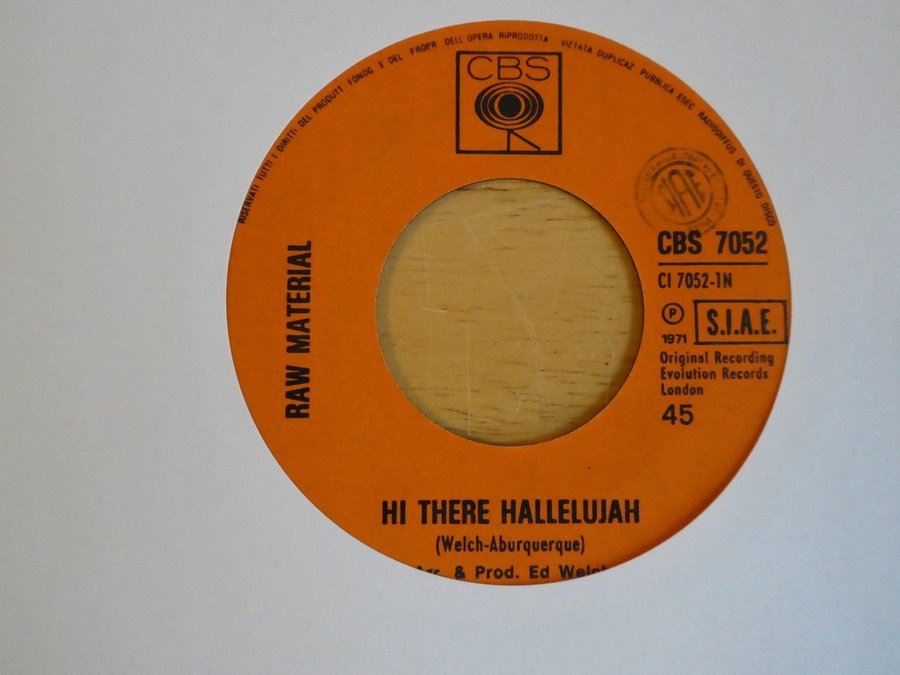 RISERVATI TUTTI I DIRITTI DEL PRODUTT FONOG E DEL PROPR DELL'OPERA RIPRODOTTA VIETATA DUPLICAZ PUBBLICA ESEC RADIODIFFUS DI QUESTO DISCO
CBS
SIAE
CBS 7052
CI 7052-1N
RAW MATERIAL
P
S.I.A.E.
1971
Original Recording
Evolution Records
London
45
HI THERE HALLELUJAH
(Welch-Aburquerque)
& Prod. Ed Welch